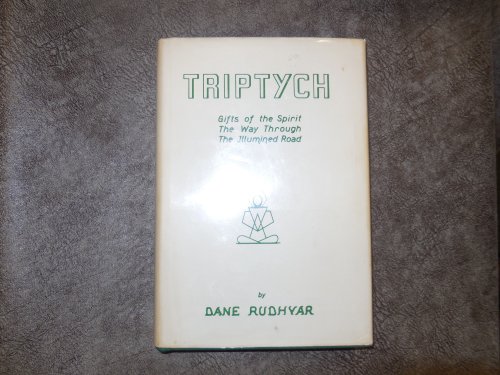 TRIPTYCH
Gifts of the Spirit
The Way Through
The Illumined Road
by
DANE RUDHYAR